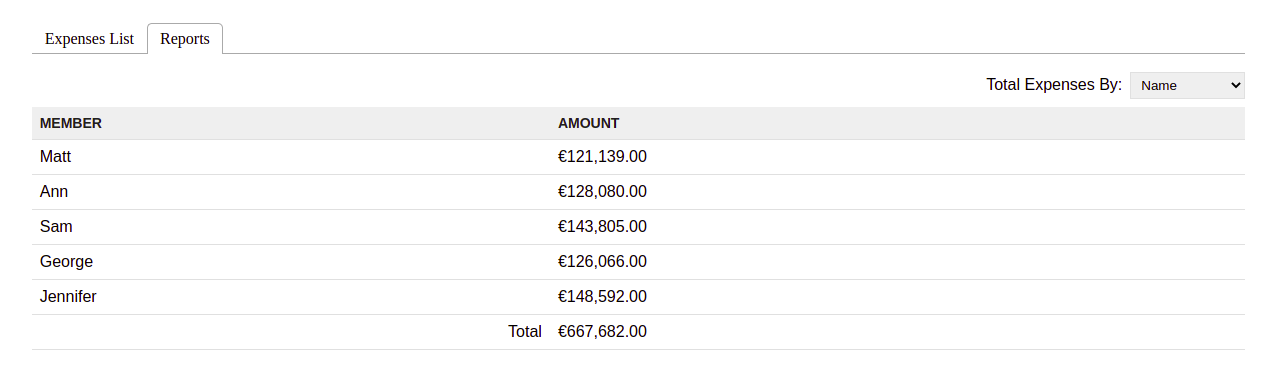 Expenses List Reports
Total Expenses By: Name
MEMBER AMOUNT
Matt €121,139.00
Ann €128,080.00
Sam €143,805.00
George €126,066.00
Jennifer €148,592.00
Total €667,682.00